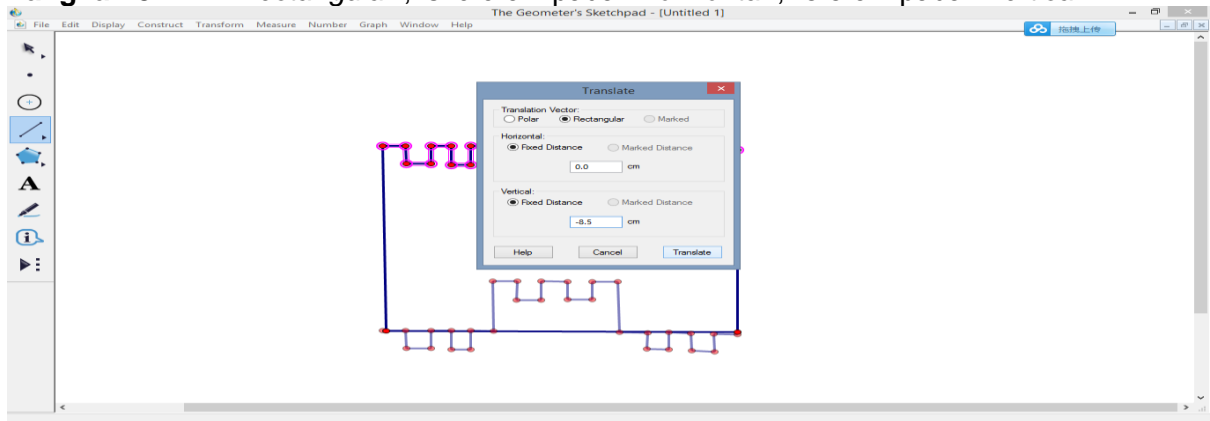 The Geometer's Sketchpad - [Untitled 1]
File Edit Display Construct Transform Measure Number Graph Window Help
拖拽上传
Translate
Translation Vector:
Polar Rectangular Marked
Horizontal:
Fixed Distance Marked Distance
0.0 cm
Vertical:
Fixed Distance Marked Distance
-8.5 cm
Help Cancel Translate
A